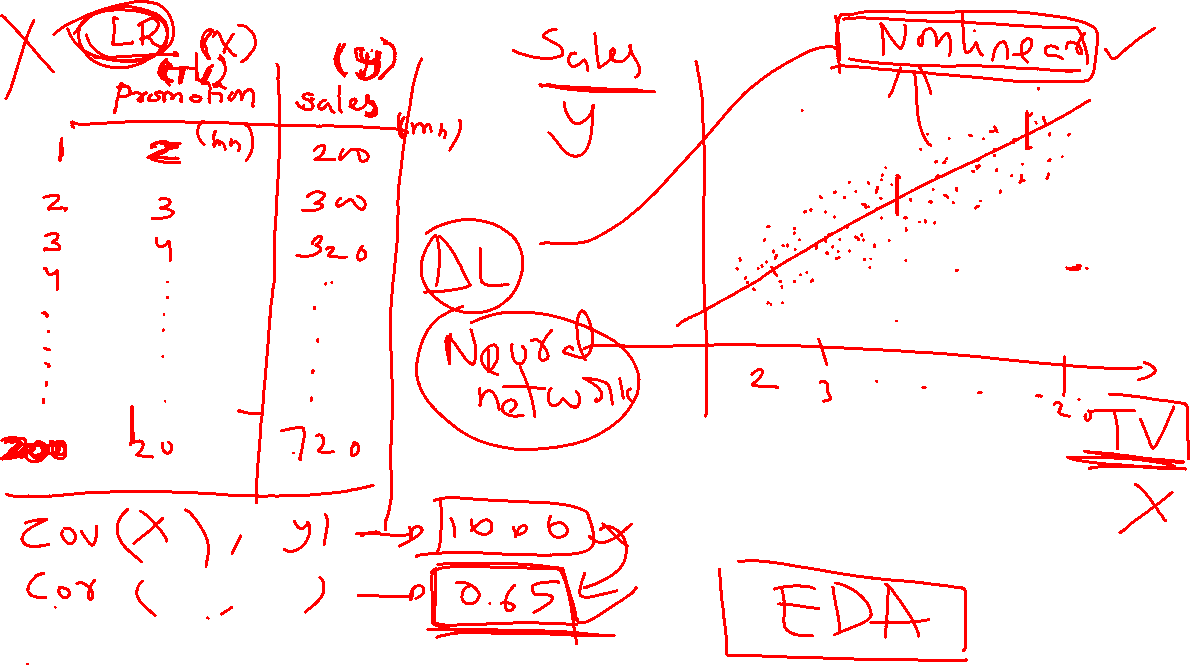 X LR (X) (y)
(TV)
promotion sales
(mn) (mn)
1 2 200
2 3 300
3 4 320
4
200 20 720
Cov (X), y) → 1000
Cor ( , ) → 0.65
Sales
y
Nonlinear
DL
Neural
network
2 3 20
TV
X
EDA